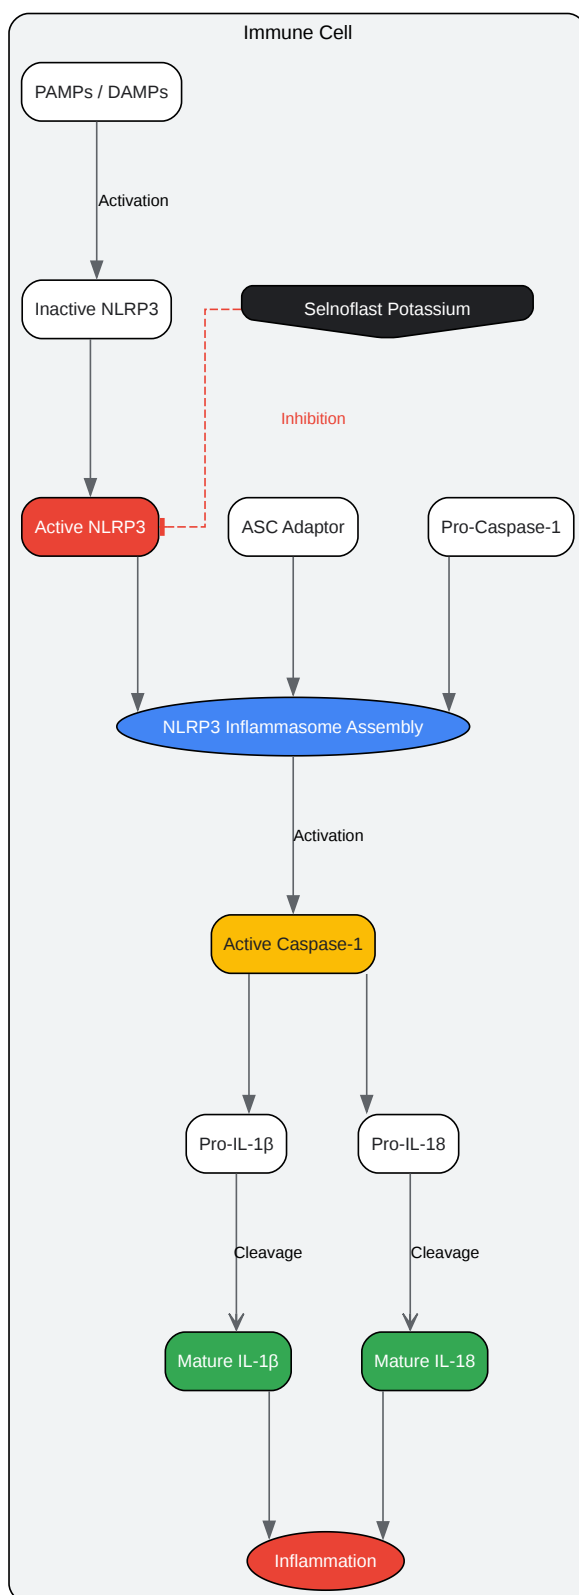 Immune Cell
PAMPs / DAMPs
Activation
Inactive NLRP3
Selnoflast Potassium
Inhibition
Active NLRP3
ASC Adaptor
Pro-Caspase-1
NLRP3 Inflammasome Assembly
Activation
Active Caspase-1
Pro-IL-1β
Pro-IL-18
Cleavage
Cleavage
Mature IL-1β
Mature IL-18
Inflammation